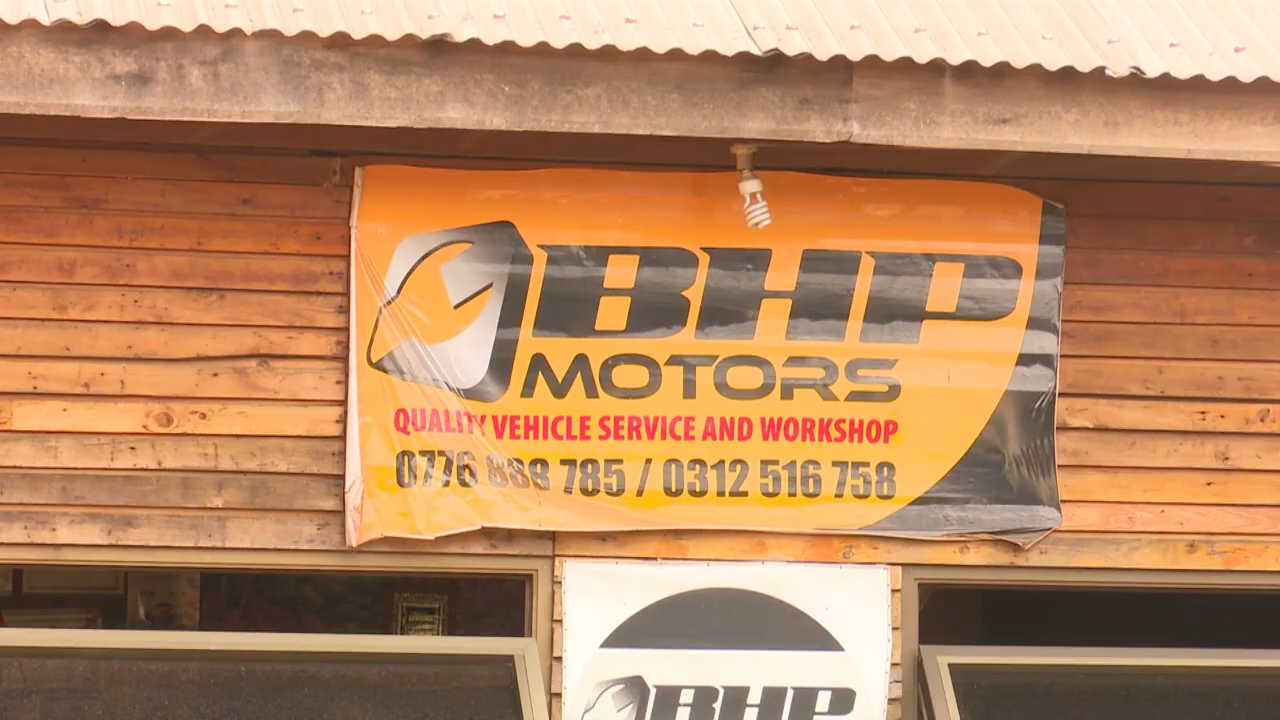 BHP
MOTORS
QUALITY VEHICLE SERVICE AND WORKSHOP
0776 888 785 / 0312 516 758
BHP